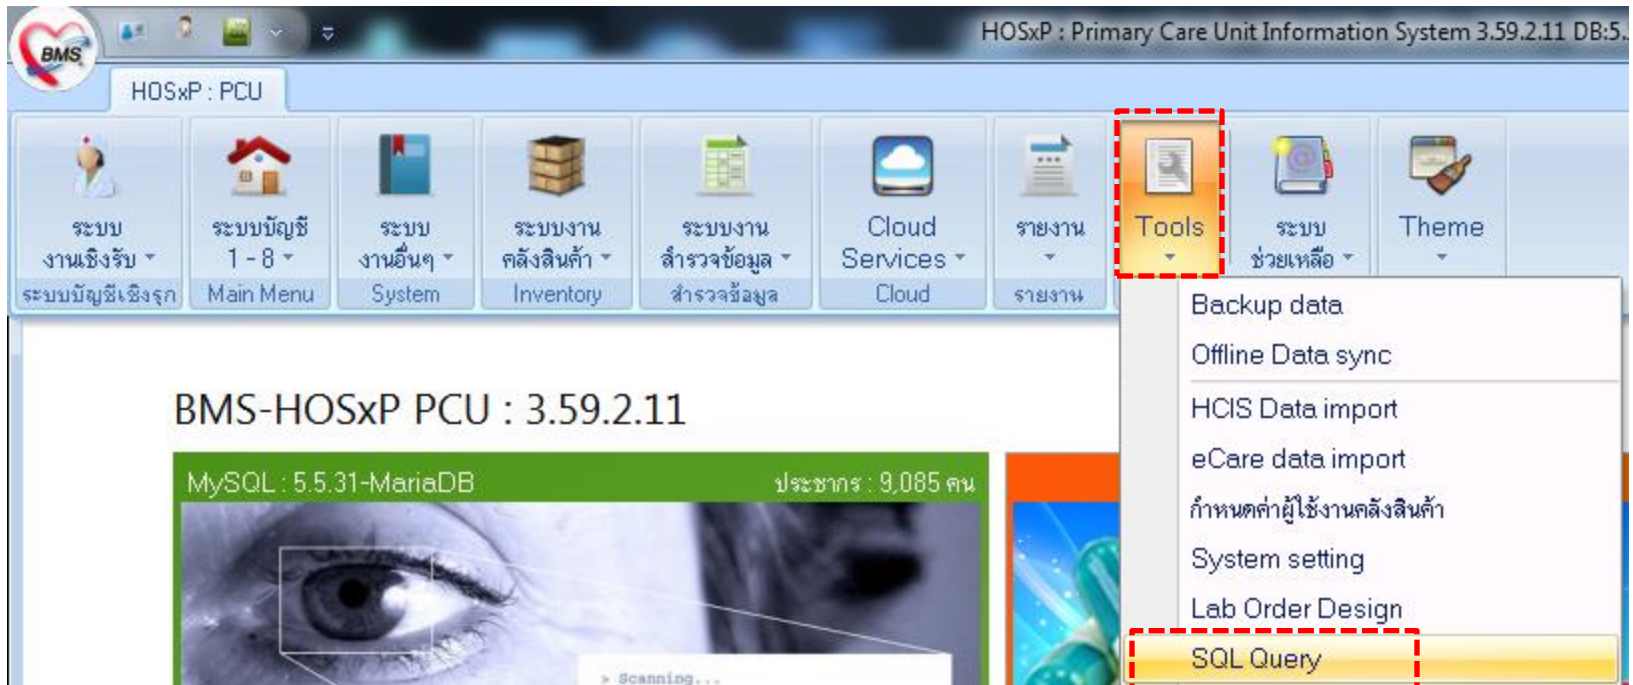 HOSxP : Primary Care Unit Information System 3.59.2.11 DB:5.
BMS
HOSxP : PCU
ระบบ
งานเชิงรับ
ระบบบัญชีเชิงรุก
ระบบบัญชี
1 - 8
Main Menu
ระบบ
งานอื่นๆ
System
ระบบงาน
คลังสินค้า
Inventory
ระบบงาน
สำรวจข้อมูล
สำรวจข้อมูล
Cloud
Services
Cloud
รายงาน
รายงาน
Tools
ระบบ
ช่วยเหลือ
Theme
Backup data
Offline Data sync
HCIS Data import
eCare data import
กำหนดค่าผู้ใช้งานคลังสินค้า
System setting
Lab Order Design
SQL Query
BMS-HOSxP PCU : 3.59.2.11
MySQL : 5.5.31-MariaDB
ประชากร : 9,085 คน
> Scanning...